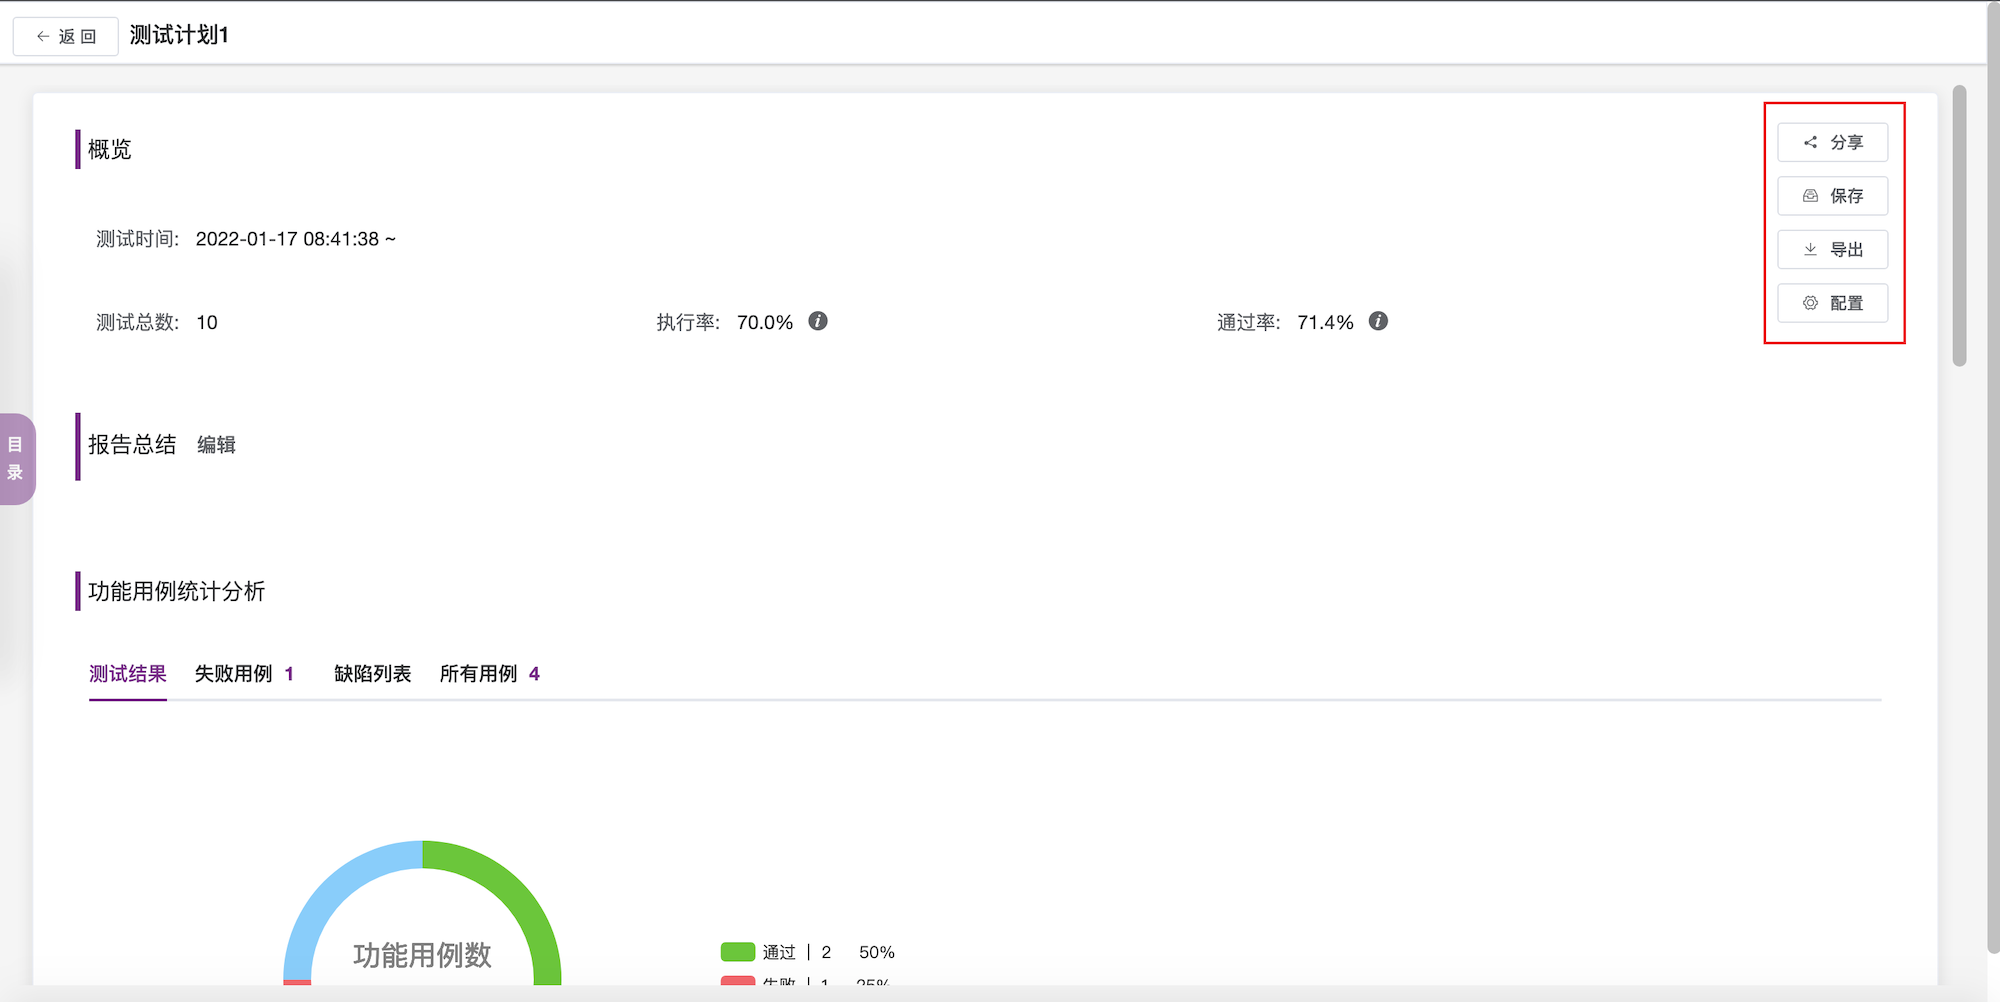 返 回 测试计划1
概览
分享
保存
导出
配置
测试时间: 2022-01-17 08:41:38 ~
测试总数: 10 执行率: 70.0% 通过率: 71.4%
报告总结 编辑
目录
功能用例统计分析
测试结果 失败用例 1 缺陷列表 所有用例 4
功能用例数
通过 | 2 50%
失败 | 1 25%